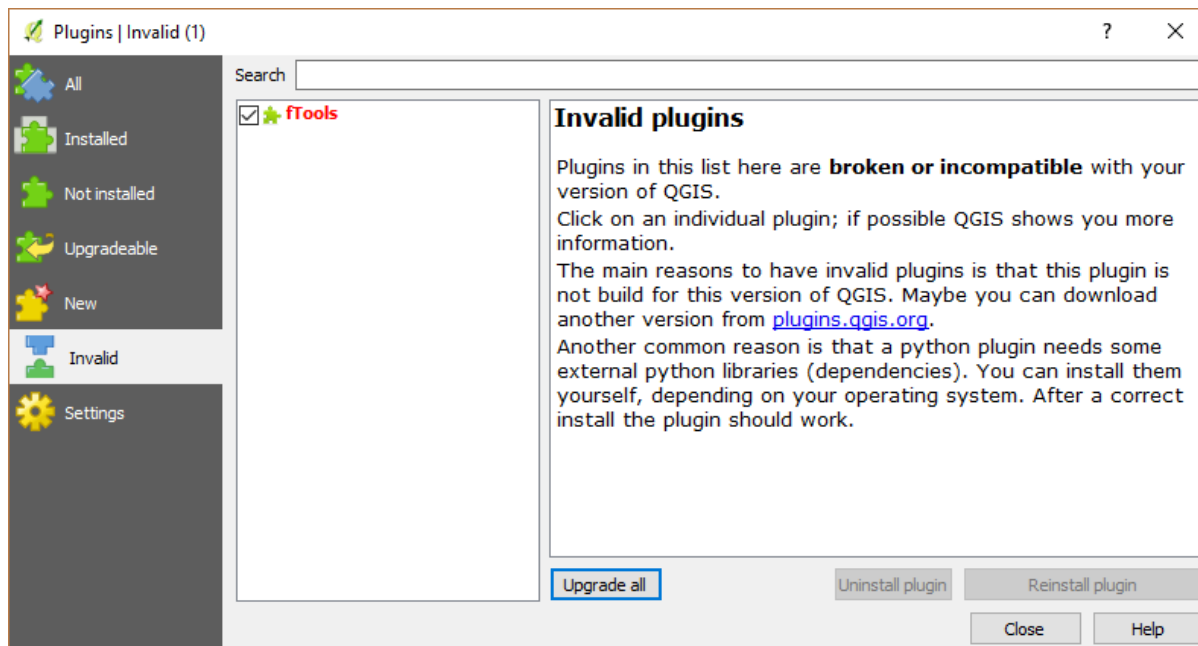 Plugins | Invalid (1)
?
All
Installed
Not installed
Upgradeable
New
Invalid
Settings
Search
fTools
Invalid plugins
Plugins in this list here are broken or incompatible with your
version of QGIS.
Click on an individual plugin; if possible QGIS shows you more
information.
The main reasons to have invalid plugins is that this plugin is
not build for this version of QGIS. Maybe you can download
another version from plugins.qgis.org.
Another common reason is that a python plugin needs some
external python libraries (dependencies). You can install them
yourself, depending on your operating system. After a correct
install the plugin should work.
Upgrade all
Uninstall plugin
Reinstall plugin
Close
Help